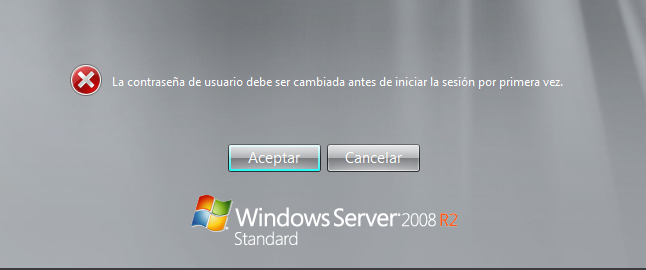 La contraseña de usuario debe ser cambiada antes de iniciar la sesión por primera vez.
Aceptar Cancelar
Windows Server 2008 R2
Standard